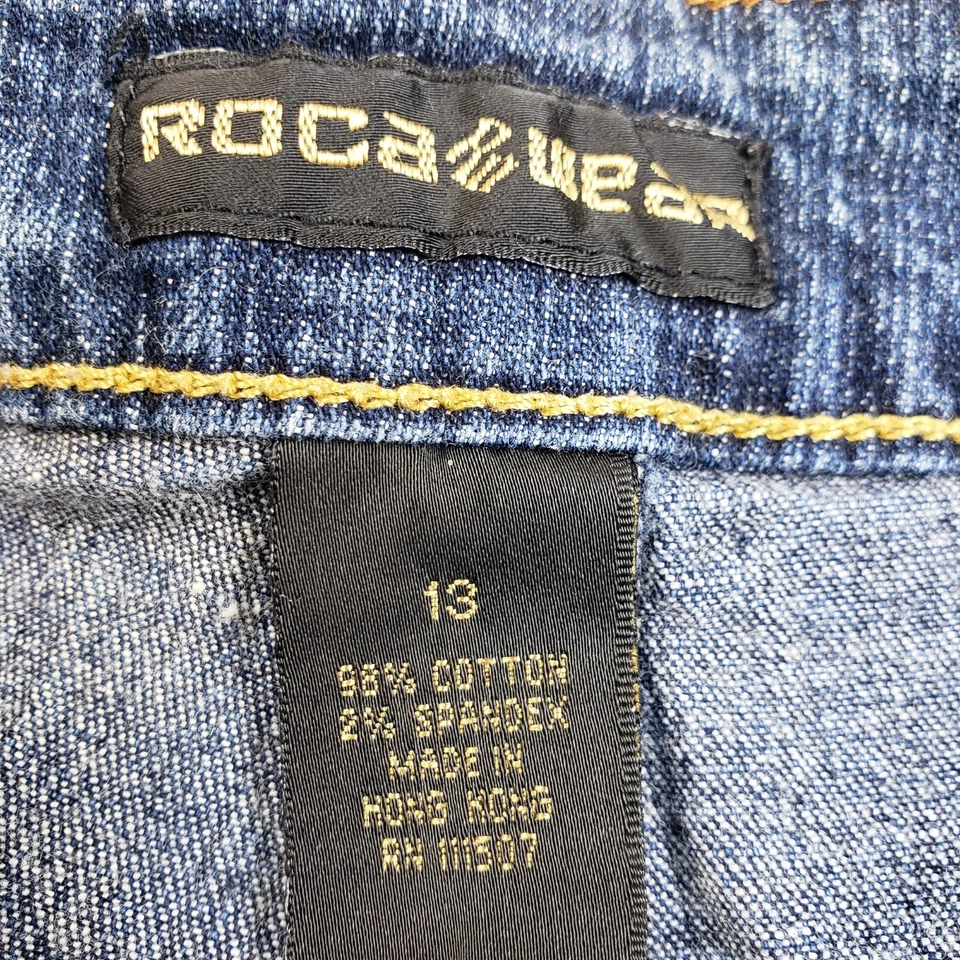 ROCaWeaR
13
98% COTTON
2% SPANDEX
MADE IN
HONG KONG
RN 111507